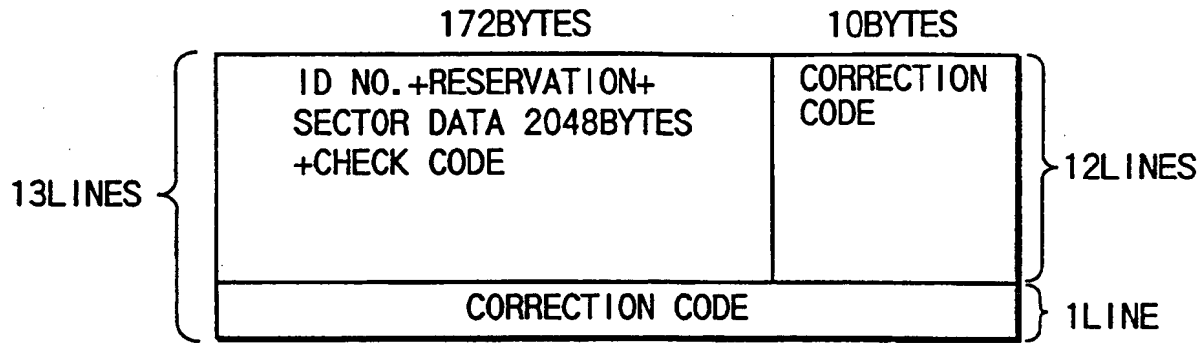 172BYTES
10BYTES
ID NO.+RESERVATION+
SECTOR DATA 2048BYTES
+CHECK CODE
CORRECTION
CODE
13LINES
12LINES
CORRECTION CODE
1LINE